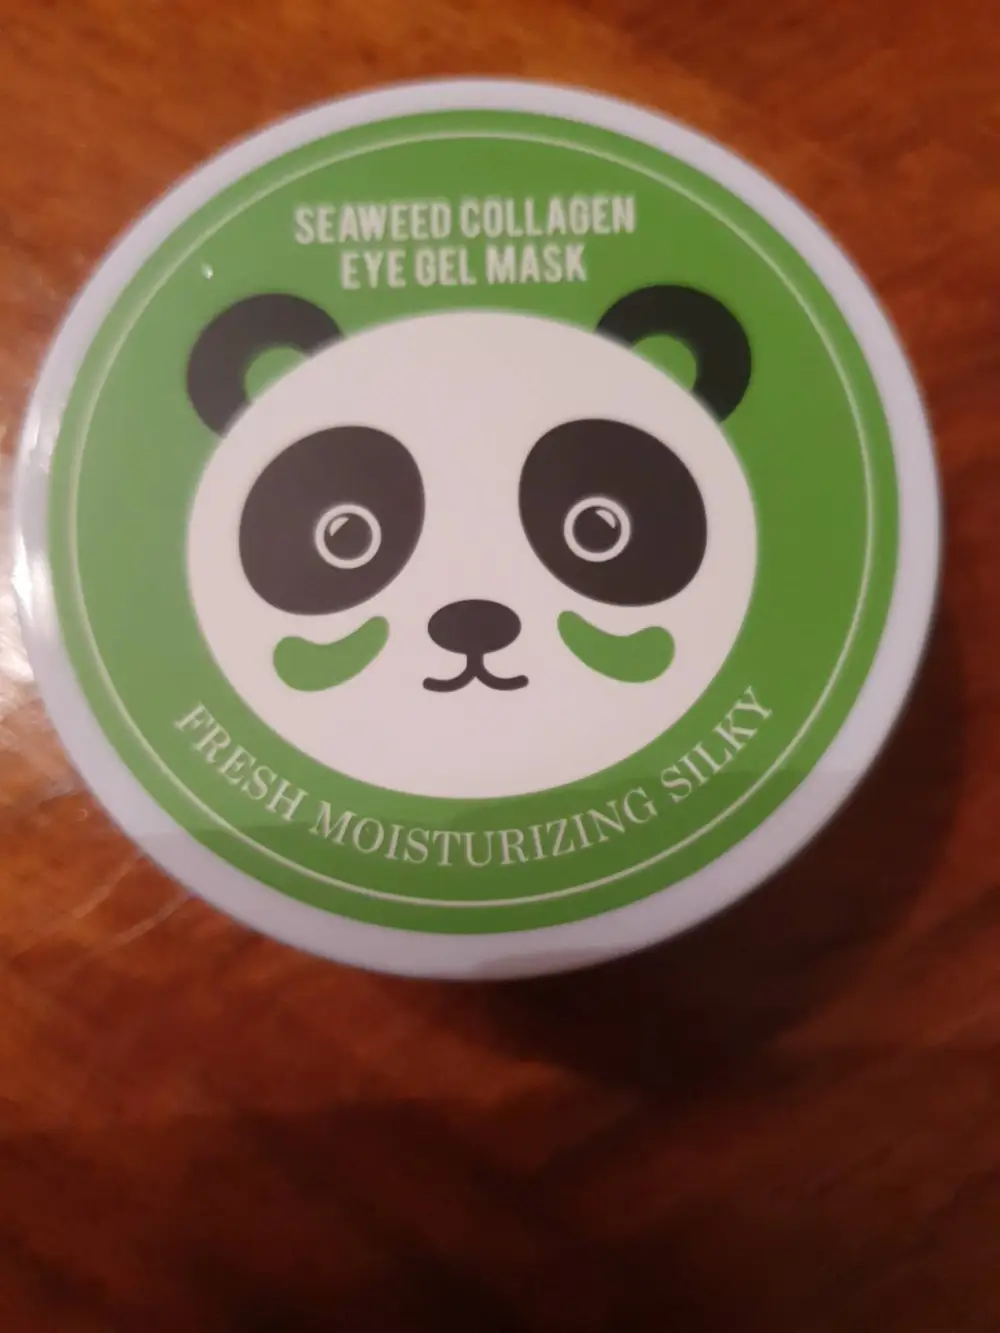 SEAWEED COLLAGEN
EYE GEL MASK
FRESH MOISTURIZING SILKY